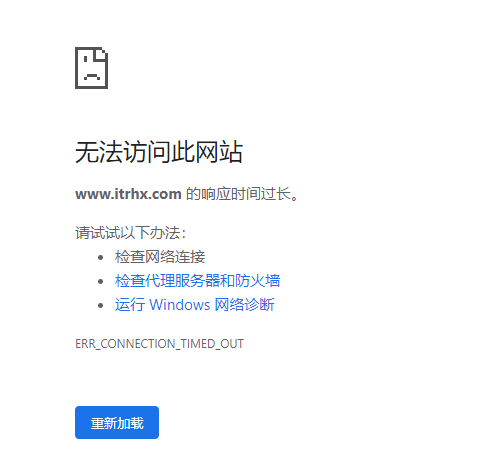 无法访问此网站
www.itrhx.com 的响应时间过长。
请试试以下办法：
检查网络连接
检查代理服务器和防火墙
运行 Windows 网络诊断
ERR_CONNECTION_TIMED_OUT
重新加载